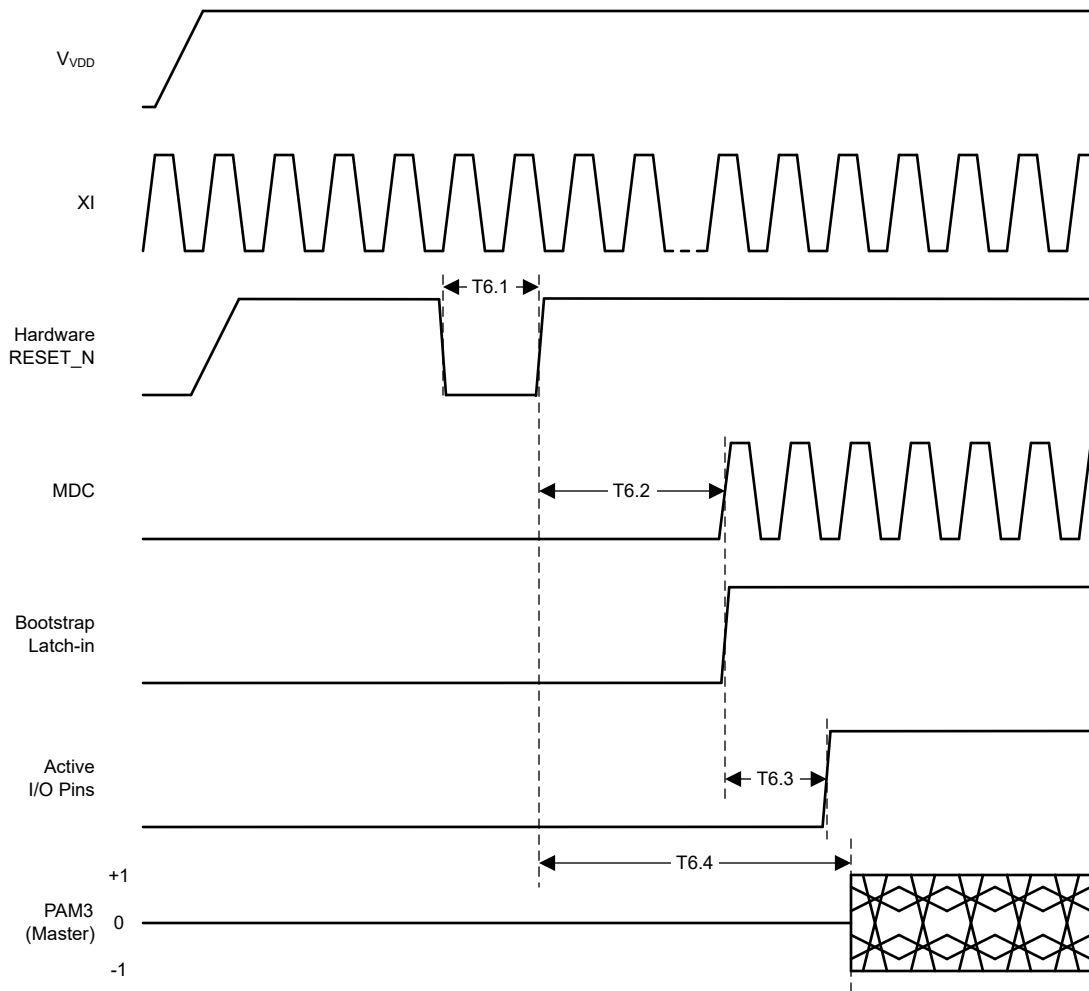 VVDD
XI
T6.1
Hardware
RESET_N
MDC
T6.2
Bootstrap
Latch-in
Active
I/O Pins
T6.3
T6.4
+1
PAM3
0
(Master)
-1